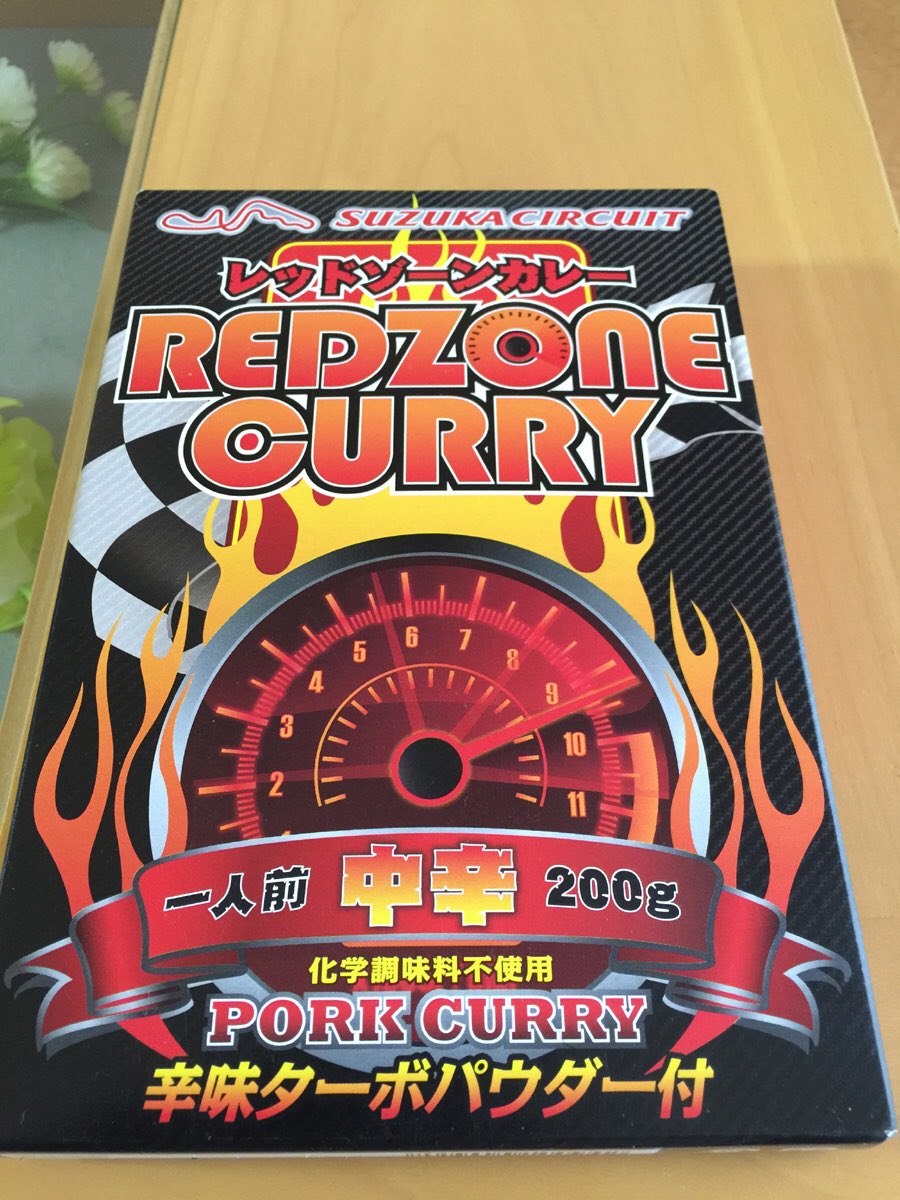 SUZUKA CIRCUIT
レッドゾーンカレー
REDZONE
CURRY
2 3 4 5 6 7 8 9 10 11
一人前 中辛 200g
化学調味料不使用
PORK CURRY
辛味ターボパウダー付